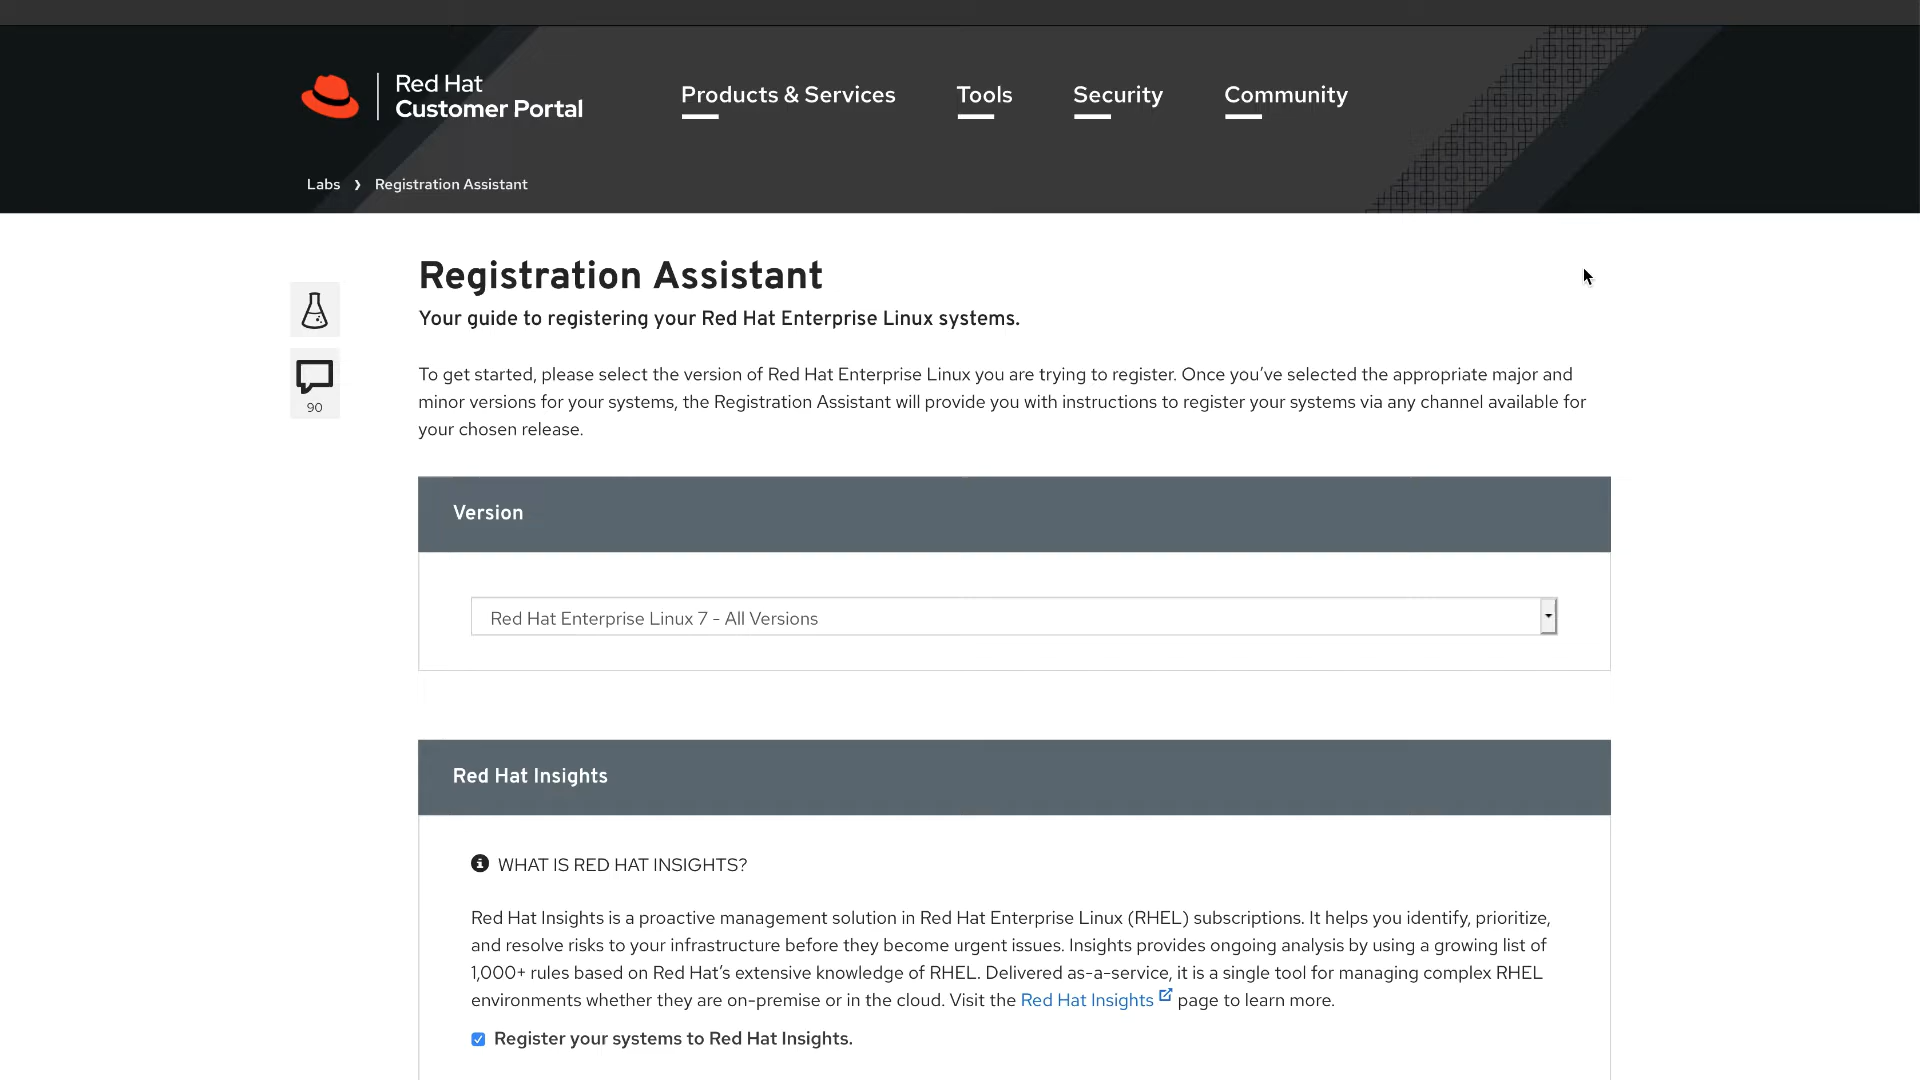 Red Hat
Customer Portal
Products & Services
Tools
Security
Community
Labs ❯ Registration Assistant
Registration Assistant
Your guide to registering your Red Hat Enterprise Linux systems.
90
To get started, please select the version of Red Hat Enterprise Linux you are trying to register. Once you’ve selected the appropriate major and
minor versions for your systems, the Registration Assistant will provide you with instructions to register your systems via any channel available for
your chosen release.
Version
Red Hat Enterprise Linux 7 - All Versions
Red Hat Insights
WHAT IS RED HAT INSIGHTS?
Red Hat Insights is a proactive management solution in Red Hat Enterprise Linux (RHEL) subscriptions. It helps you identify, prioritize,
and resolve risks to your infrastructure before they become urgent issues. Insights provides ongoing analysis by using a growing list of
1,000+ rules based on Red Hat’s extensive knowledge of RHEL. Delivered as-a-service, it is a single tool for managing complex RHEL
environments whether they are on-premise or in the cloud. Visit the Red Hat Insights page to learn more.
Register your systems to Red Hat Insights.